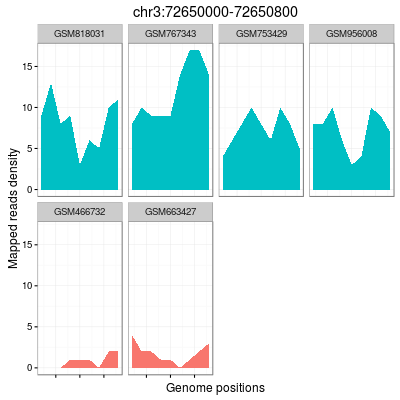 chr3:72650000-72650800
GSM818031 GSM767343 GSM753429 GSM956008
15
10
5
0
GSM466732 GSM663427
15
10
5
0
Mapped reads density
Genome positions